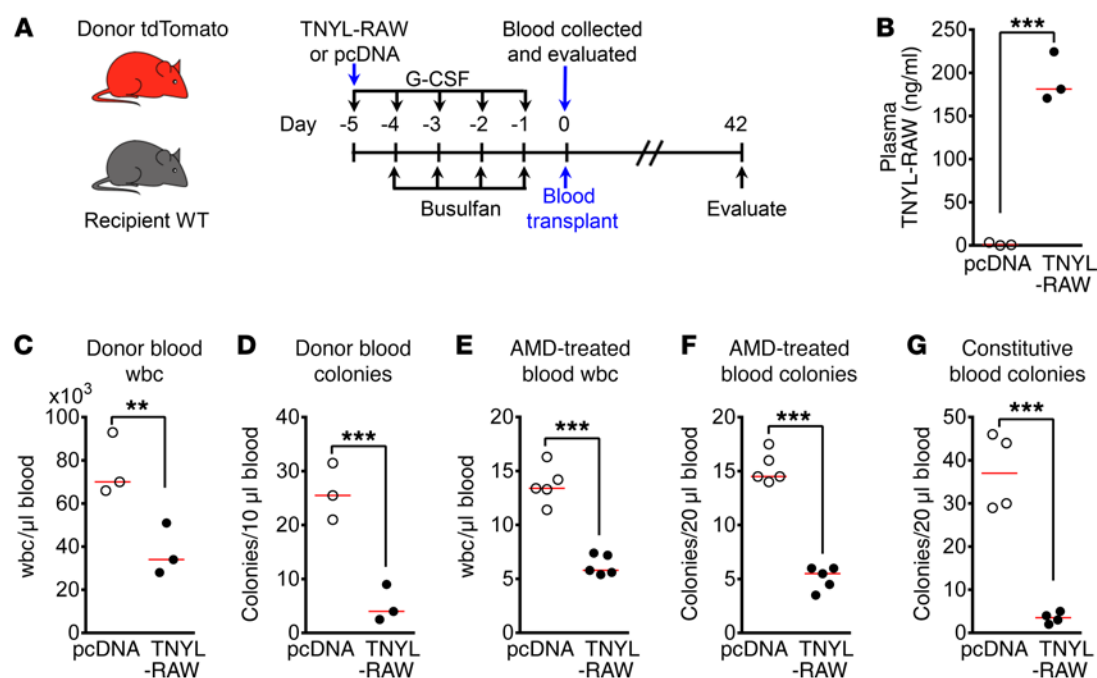 A
Donor tdTomato
Recipient WT
TNYL-RAW
or pcDNA
Blood collected
and evaluated
G-CSF
Day -5 -4 -3 -2 -1 0 42
Busulfan
Blood
transplant
Evaluate
B
***
Plasma
TNYL-RAW (ng/ml)
250
200
150
100
50
0
pcDNA TNYL
-RAW
C
Donor blood
wbc
x10³
**
wbc/µl blood
100
80
60
40
20
0
pcDNA TNYL
-RAW
D
Donor blood
colonies
***
Colonies/10 µl blood
40
30
20
10
0
pcDNA TNYL
-RAW
E
AMD-treated
blood wbc
***
wbc/µl blood
20
15
10
5
0
pcDNA TNYL
-RAW
F
AMD-treated
blood colonies
***
Colonies/20 µl blood
20
15
10
5
0
pcDNA TNYL
-RAW
G
Constitutive
blood colonies
***
Colonies/20 µl blood
50
40
30
20
10
0
pcDNA TNYL
-RAW